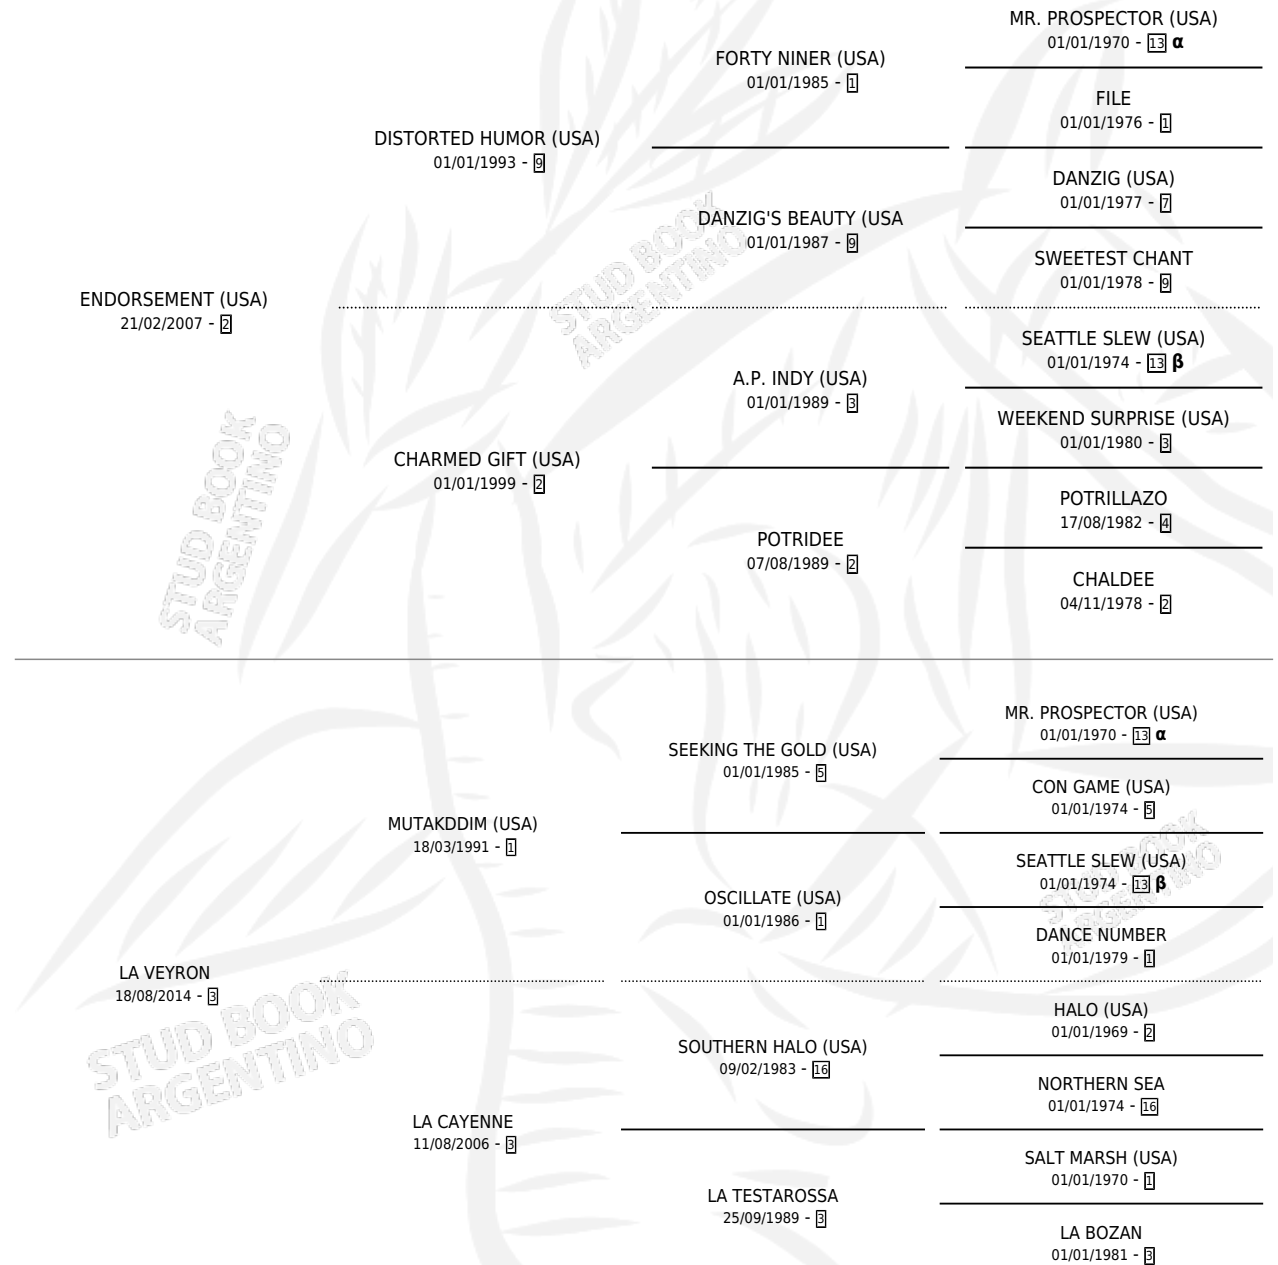 MR. PROSPECTOR (USA)
01/01/1970 - 13 α
FORTY NINER (USA)
01/01/1985 - 1
FILE
01/01/1976 - 1
DISTORTED HUMOR (USA)
01/01/1993 - 9
DANZIG (USA)
01/01/1977 - 7
DANZIG'S BEAUTY (USA
01/01/1987 - 9
SWEETEST CHANT
01/01/1978 - 9
ENDORSEMENT (USA)
21/02/2007 - 2
SEATTLE SLEW (USA)
01/01/1974 - 13 β
A.P. INDY (USA)
01/01/1989 - 3
WEEKEND SURPRISE (USA)
01/01/1980 - 3
CHARMED GIFT (USA)
01/01/1999 - 2
POTRILLAZO
17/08/1982 - 4
POTRIDEE
07/08/1989 - 2
CHALDEE
04/11/1978 - 2
MR. PROSPECTOR (USA)
01/01/1970 - 13 α
SEEKING THE GOLD (USA)
01/01/1985 - 5
CON GAME (USA)
01/01/1974 - 5
MUTAKDDIM (USA)
18/03/1991 - 1
SEATTLE SLEW (USA)
01/01/1974 - 13 β
OSCILLATE (USA)
01/01/1986 - 1
DANCE NUMBER
01/01/1979 - 1
LA VEYRON
18/08/2014 - 3
HALO (USA)
01/01/1969 - 2
SOUTHERN HALO (USA)
09/02/1983 - 16
NORTHERN SEA
01/01/1974 - 16
LA CAYENNE
11/08/2006 - 3
SALT MARSH (USA)
01/01/1970 - 1
LA TESTAROSSA
25/09/1989 - 3
LA BOZAN
01/01/1981 - 3
STUD BOOK
ARGENTINO
STUD BOOK
ARGENTINO
STUD BOOK
ARGENTINO
STUD BOOK
ARGENTINO